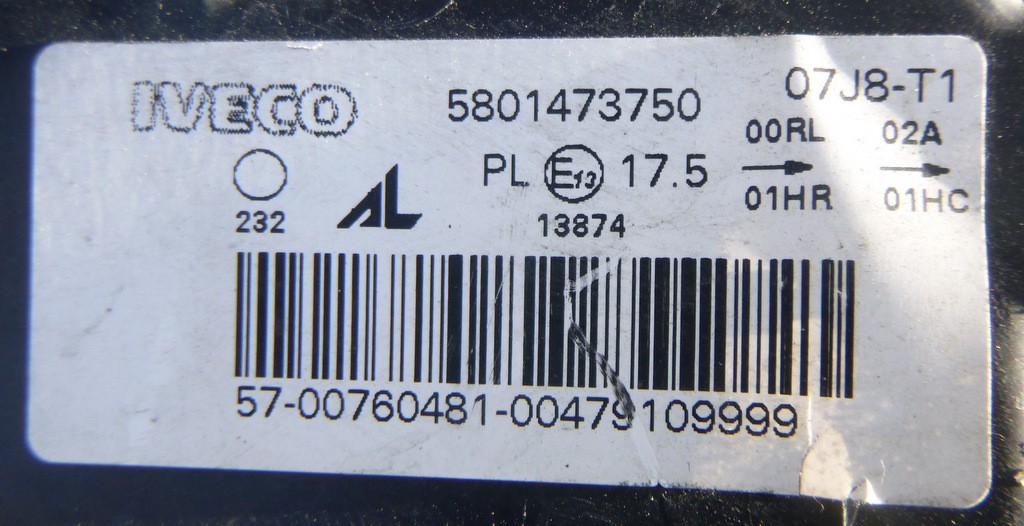 IVECO 5801473750 07J8-T1
00RL 02A
PL E13 17.5
01HR 01HC
232 AL 13874
57-00760481-00479109999